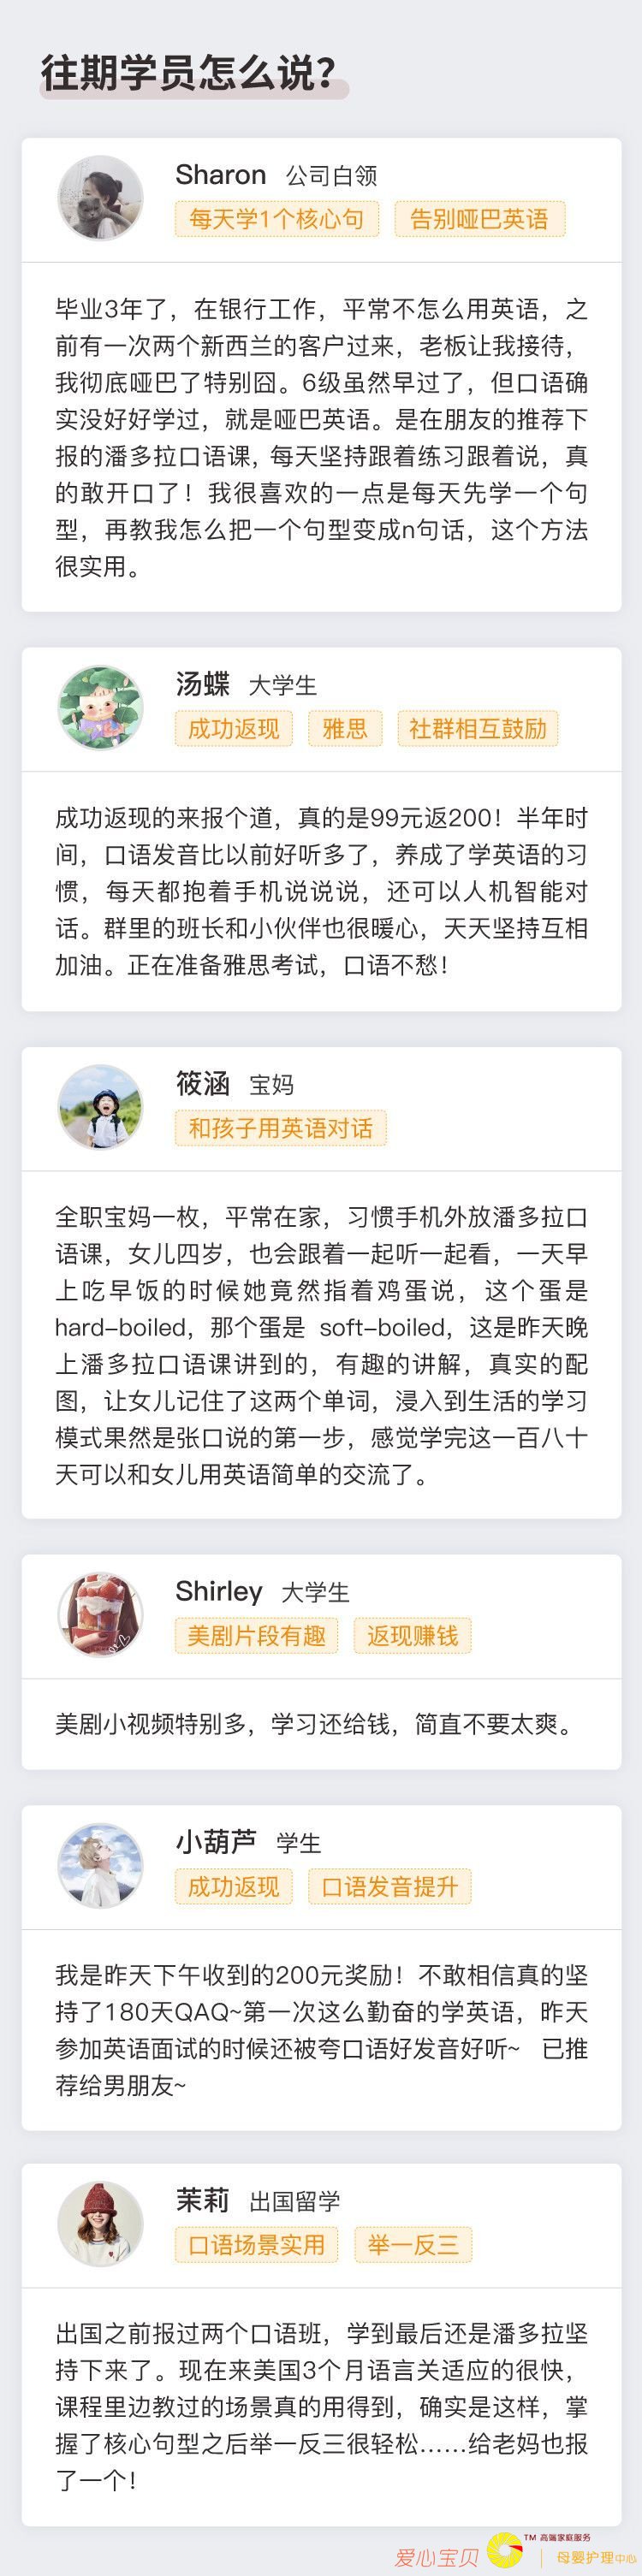 往期学员怎么说?
Sharon 公司白领
每天学1个核心句 告别哑巴英语
毕业3年了，在银行工作，平常不怎么用英语，之
前有一次两个新西兰的客户过来，老板让我接待，
我彻底哑巴了特别囧。6级虽然早过了，但口语确
实没好好学过，就是哑巴英语。是在朋友的推荐下
报的潘多拉口语课, 每天坚持跟着练习跟着说，真
的敢开口了！我很喜欢的一点是每天先学一个句
型，再教我怎么把一个句型变成n句话，这个方法
很实用。
汤蝶 大学生
成功返现 雅思 社群相互鼓励
成功返现的来报个道，真的是99元返200！半年时
间，口语发音比以前好听多了，养成了学英语的习
惯，每天都抱着手机说说说，还可以人机智能对
话。群里的班长和小伙伴也很暖心，天天坚持互相
加油。正在准备雅思考试，口语不愁！
筱涵 宝妈
和孩子用英语对话
全职宝妈一枚，平常在家，习惯手机外放潘多拉口
语课，女儿四岁，也会跟着一起听一起看，一天早
上吃早饭的时候她竟然指着鸡蛋说，这个蛋是
hard-boiled，那个蛋是 soft-boiled，这是昨天晚
上潘多拉口语课讲到的，有趣的讲解，真实的配
图，让女儿记住了这两个单词，浸入到生活的学习
模式果然是张口说的第一步，感觉学完这一百八十
天可以和女儿用英语简单的交流了。
Shirley 大学生
美剧片段有趣 返现赚钱
美剧小视频特别多，学习还给钱，简直不要太爽。
小葫芦 学生
成功返现 口语发音提升
我是昨天下午收到的200元奖励！不敢相信真的坚
持了180天QAQ~第一次这么勤奋的学英语，昨天
参加英语面试的时候还被夸口语好发音好听~ 已推
荐给男朋友~
茉莉 出国留学
口语场景实用 举一反三
出国之前报过两个口语班，学到最后还是潘多拉坚
持下来了。现在来美国3个月语言关适应的很快，
课程里边教过的场景真的用得到，确实是这样，掌
握了核心句型之后举一反三很轻松……给老妈也报
了一个！
爱心宝贝 TM 高端家庭服务
母婴护理中心